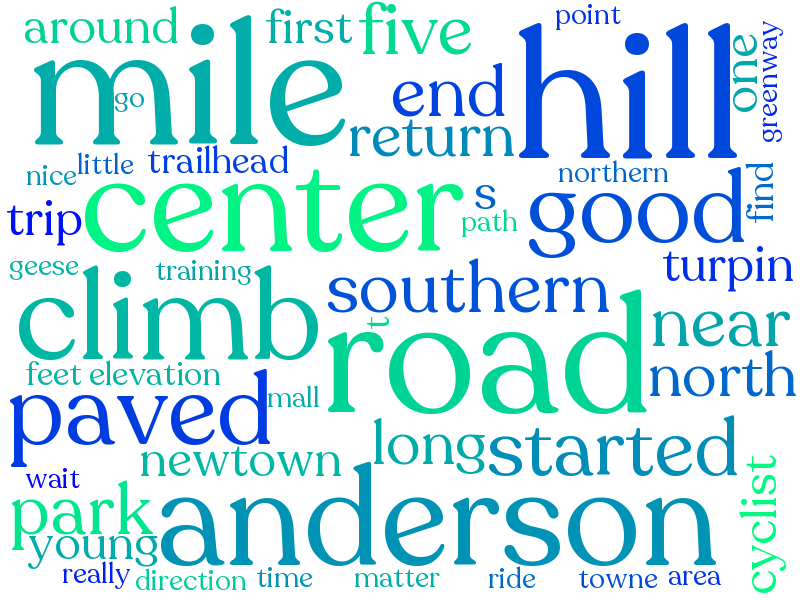 around
first
five
point
mile
hill
one
greenway
go
end
return
nice
little
trailhead
northern
center
s
good
find
trip
path
geese
training
turpin
climb
southern
t
road
near
feet
elevation
north
paved
mall
newtown
long
started
wait
park
anderson
cyclist
young
really
direction
time
matter
ride
towne
area